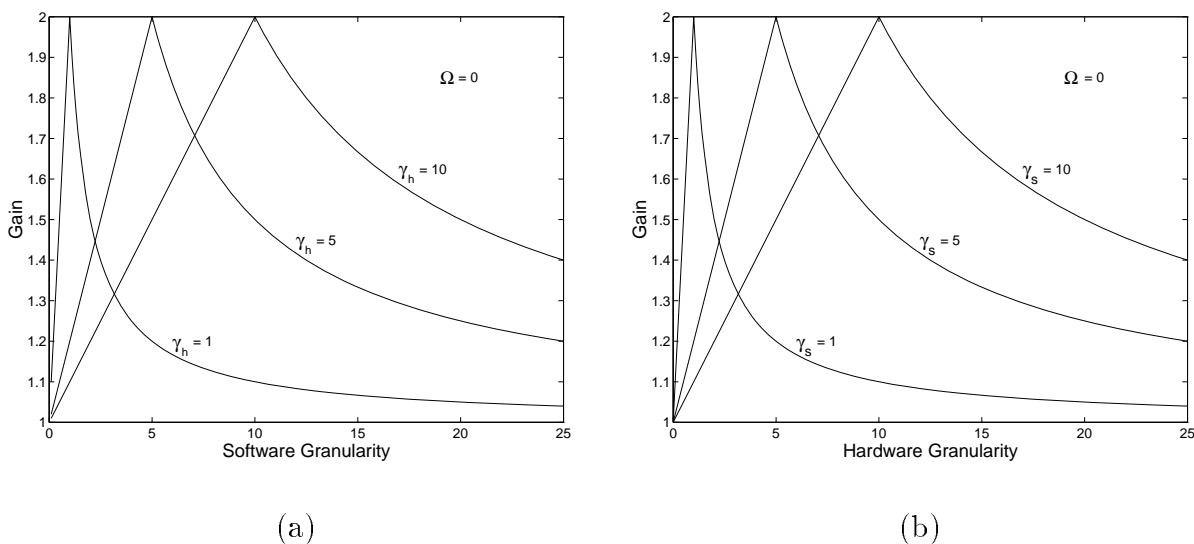 2
1.9
1.8
1.7
1.6
1.5
1.4
1.3
1.2
1.1
1
Gain
Ω = 0
γh = 10
γh = 5
γh = 1
0 5 10 15 20 25
Software Granularity
(a)
2
1.9
1.8
1.7
1.6
1.5
1.4
1.3
1.2
1.1
1
Gain
Ω = 0
γs = 10
γs = 5
γs = 1
0 5 10 15 20 25
Hardware Granularity
(b)